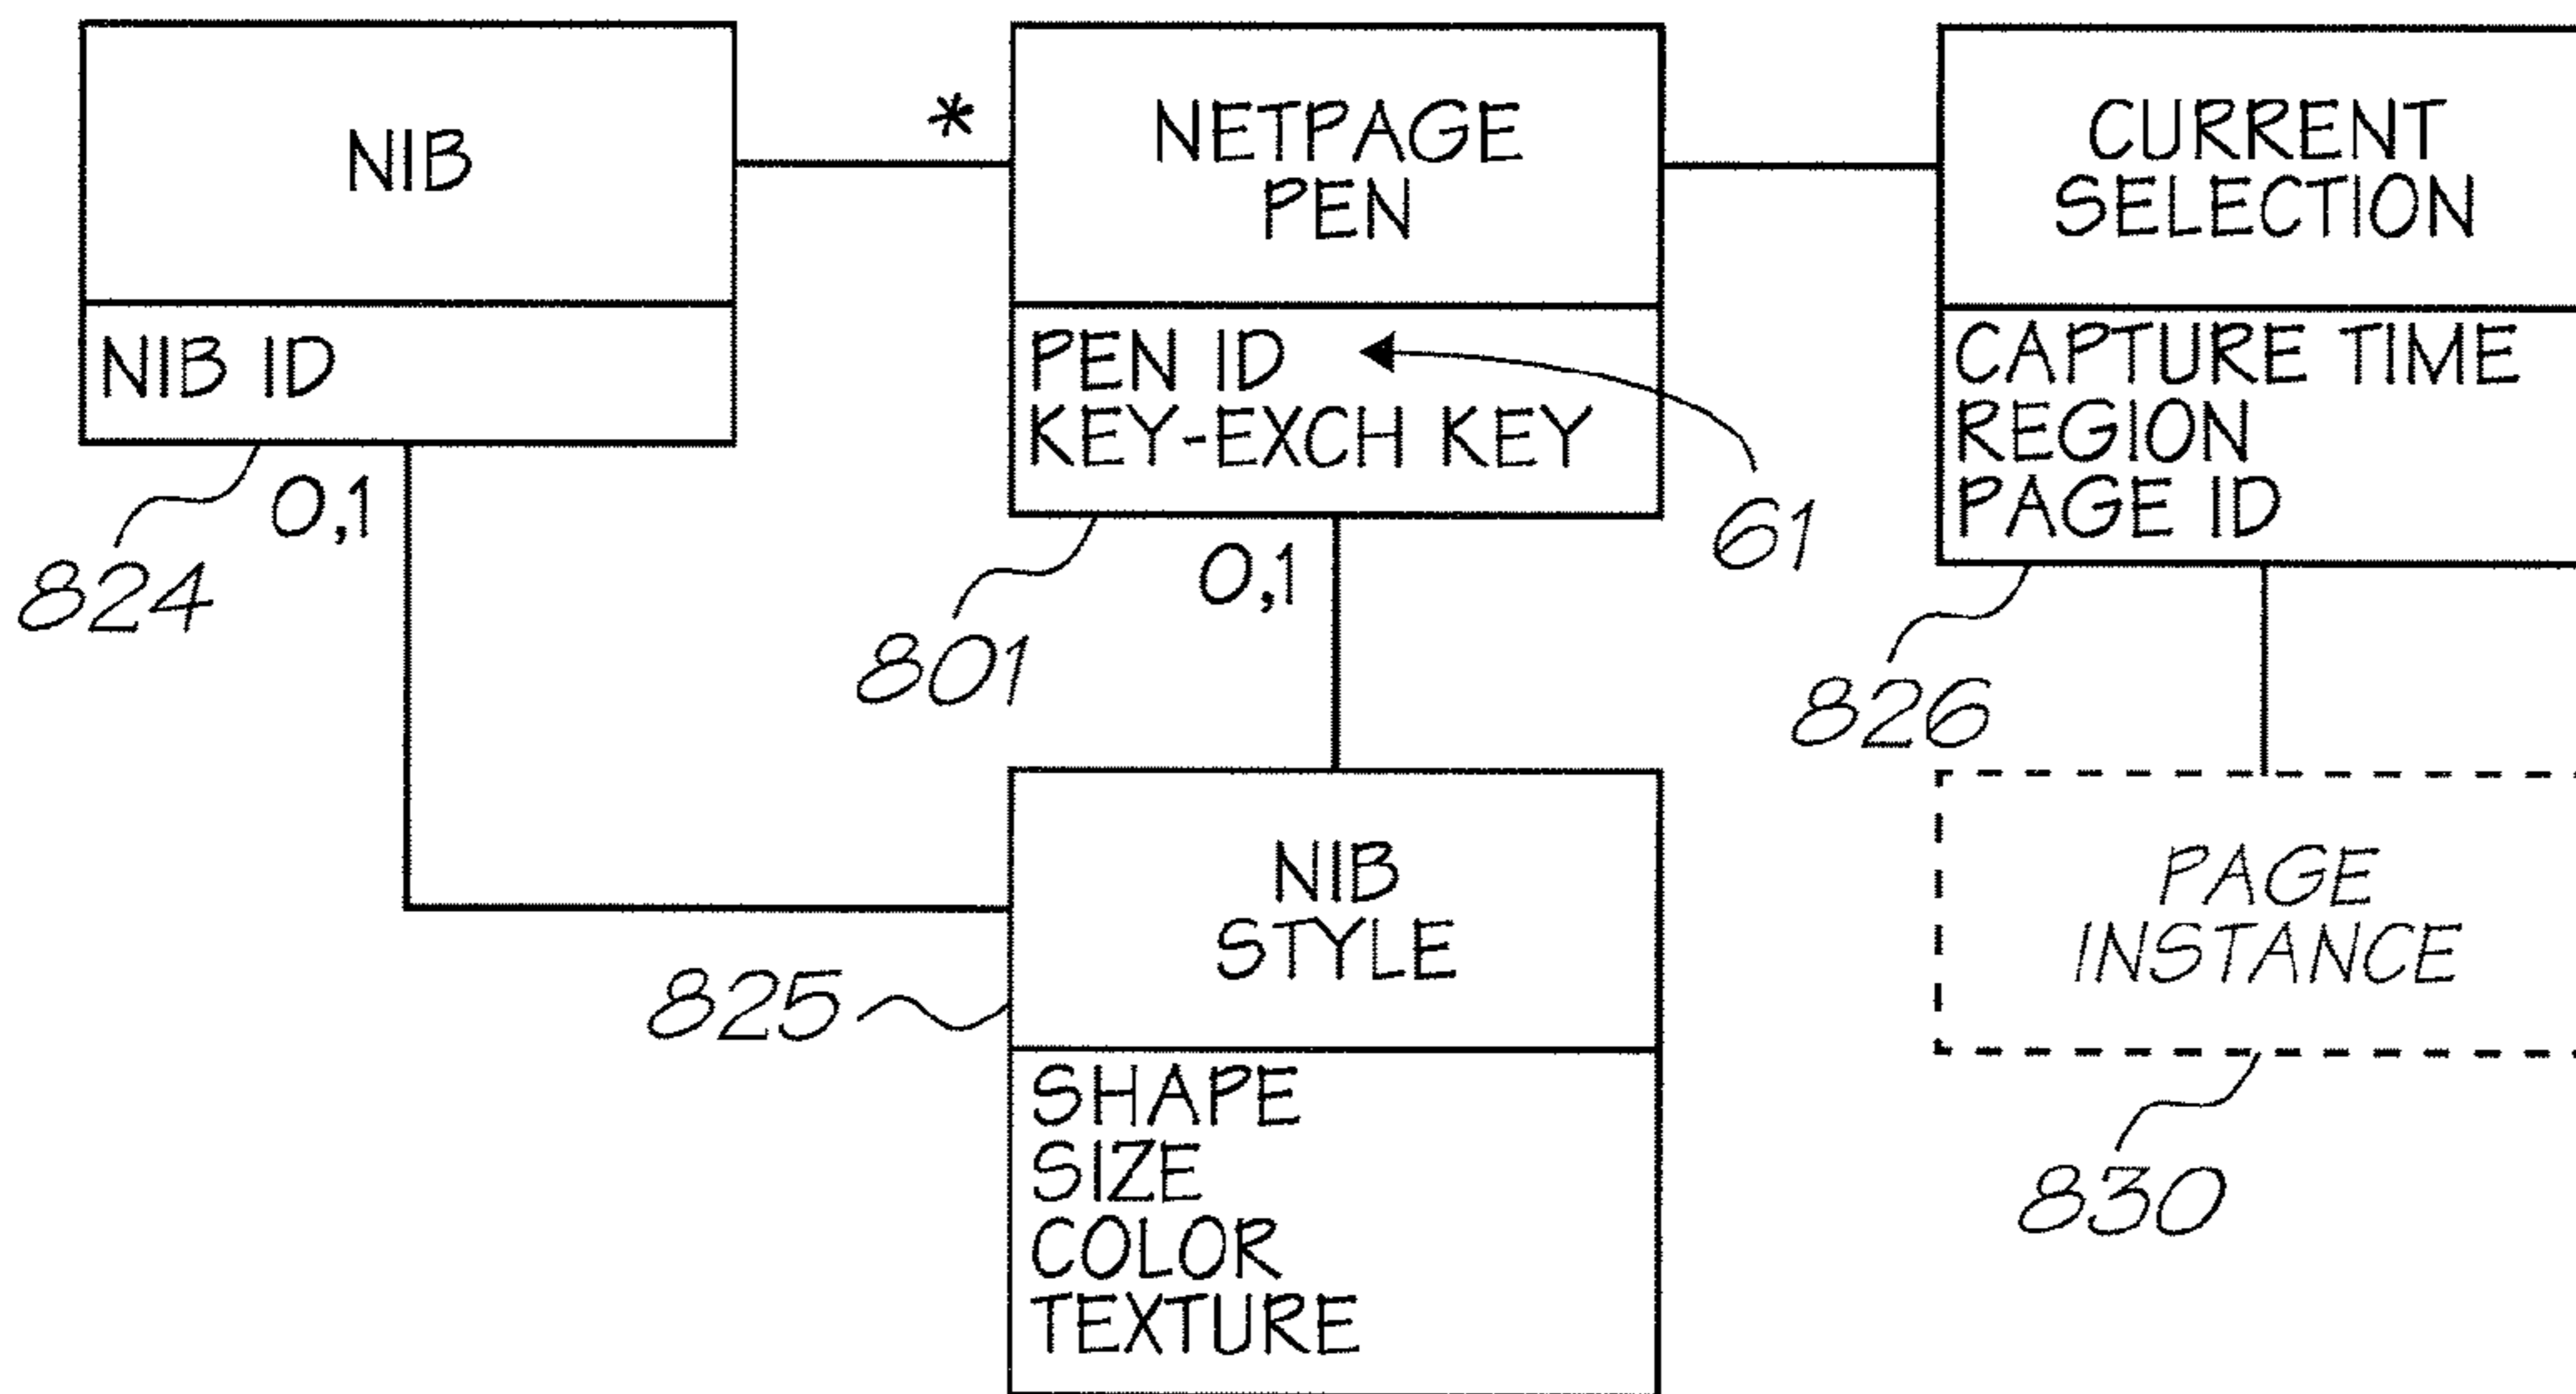 NIB
*
NETPAGE
PEN
CURRENT
SELECTION
NIB ID
PEN ID
KEY-EXCH KEY
CAPTURE TIME
REGION
PAGE ID
824
0,1
801
0,1
61
826
NIB
STYLE
825
PAGE
INSTANCE
830
SHAPE
SIZE
COLOR
TEXTURE